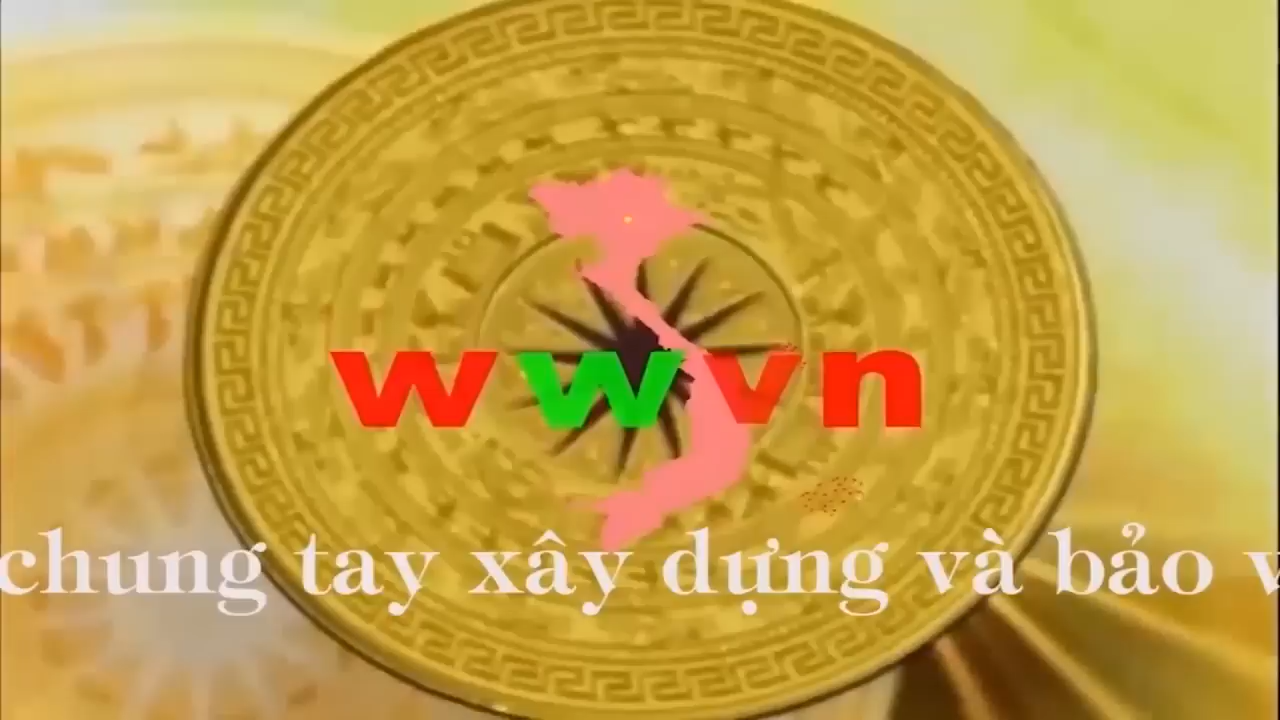 wwvn
chung tay xây dựng và bảo